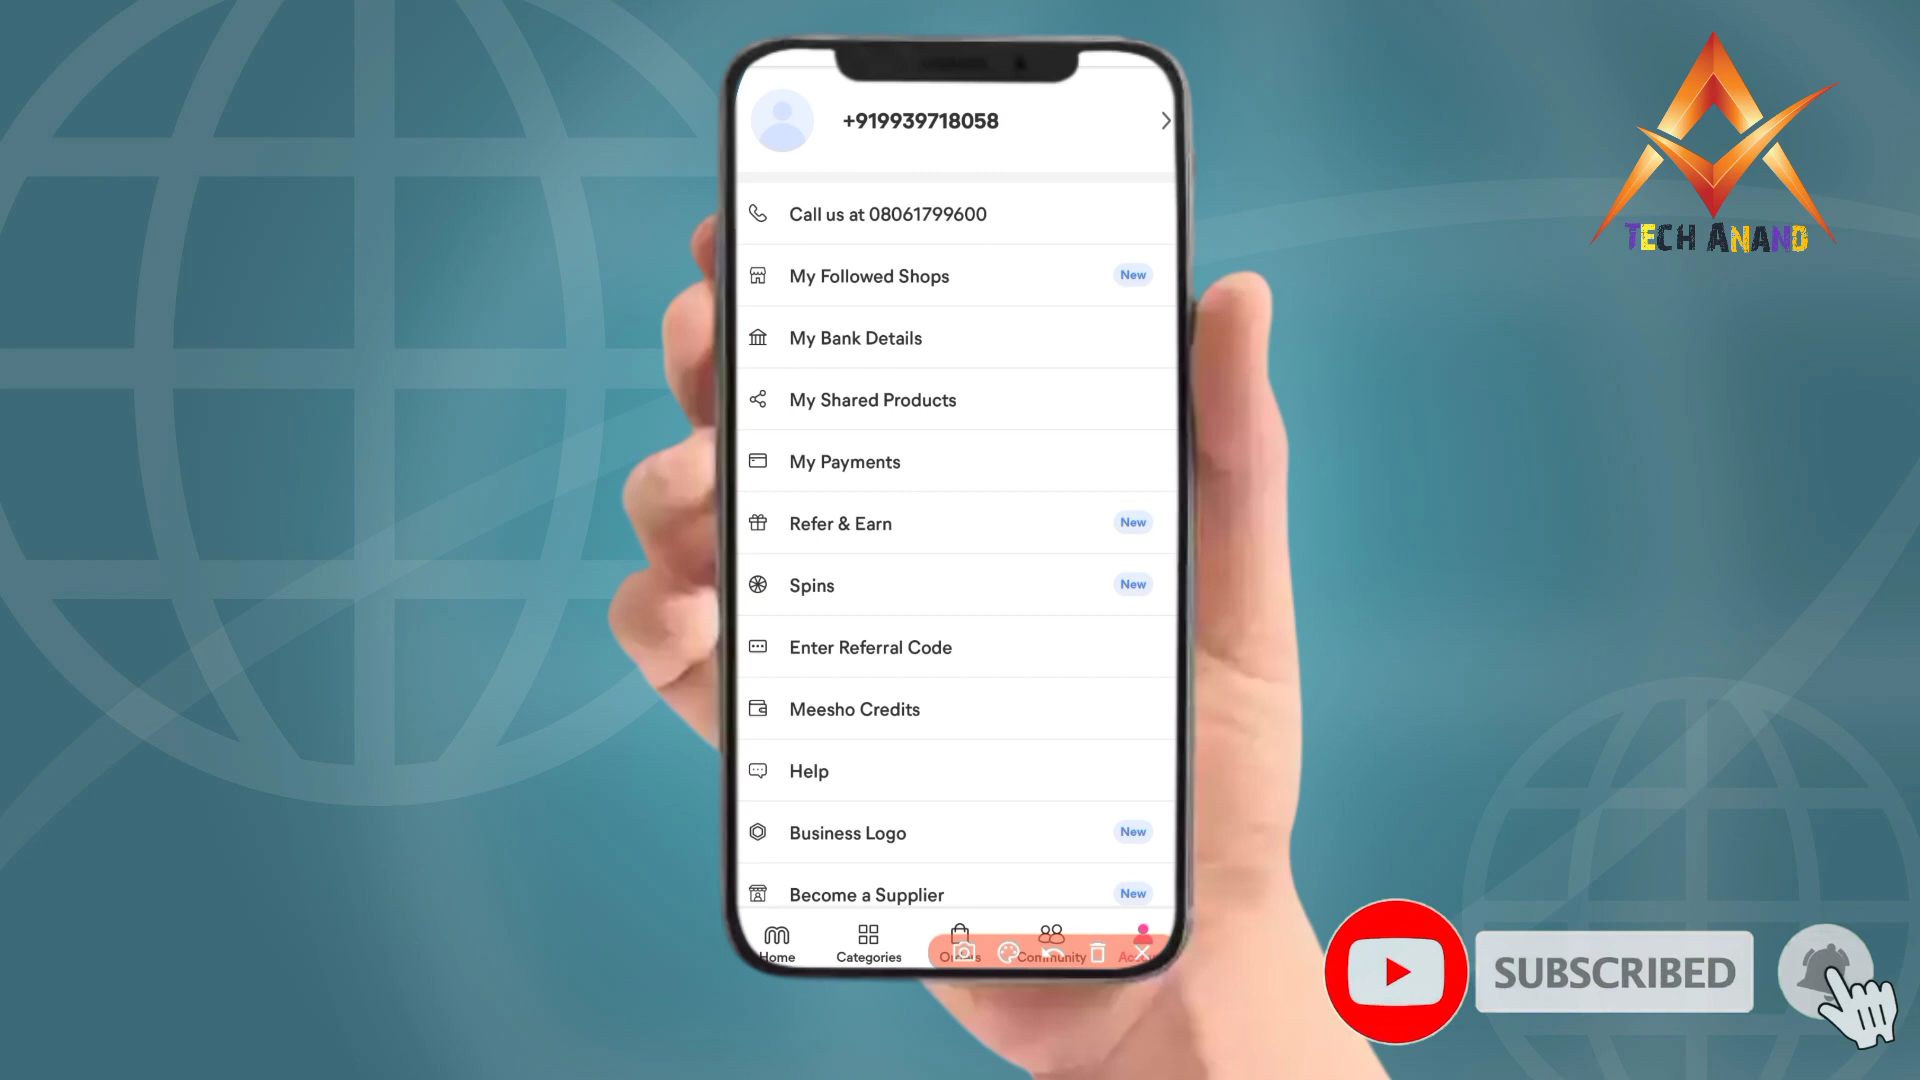 +919939718058
Call us at 08061799600
My Followed Shops New
My Bank Details
My Shared Products
My Payments
Refer & Earn New
Spins New
Enter Referral Code
Meesho Credits
Help
Business Logo New
Become a Supplier New
Home Categories Community
TECH ANAND
SUBSCRIBED